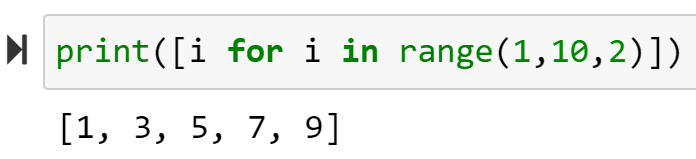 print([i for i in range(1,10,2)])
[1, 3, 5, 7, 9]